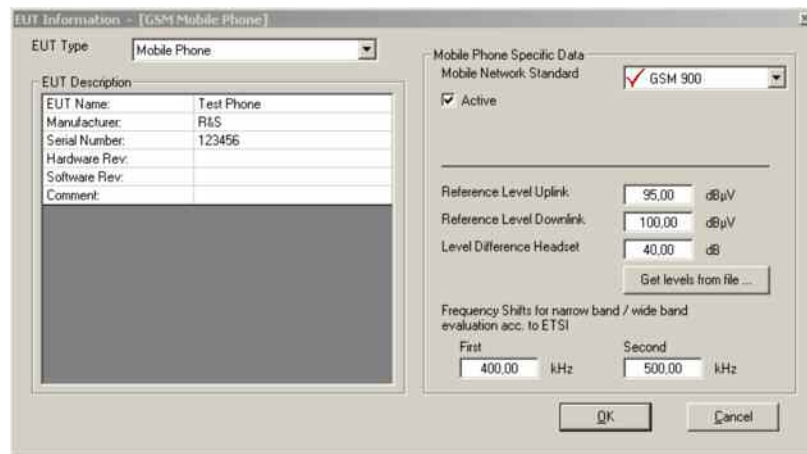 EUT Information - [GSM Mobile Phone]
EUT Type
Mobile Phone
EUT Description
EUT Name: Test Phone
Manufacturer: R&S
Serial Number: 123456
Hardware Rev:
Software Rev:
Comment:
Mobile Phone Specific Data
Mobile Network Standard
GSM 900
Active
Reference Level Uplink 95,00 dBµV
Reference Level Downlink 100,00 dBµV
Level Difference Headset 40,00 dB
Get levels from file ...
Frequency Shifts for narrow band / wide band
evaluation acc. to ETSI
First Second
400,00 kHz 500,00 kHz
OK Cancel